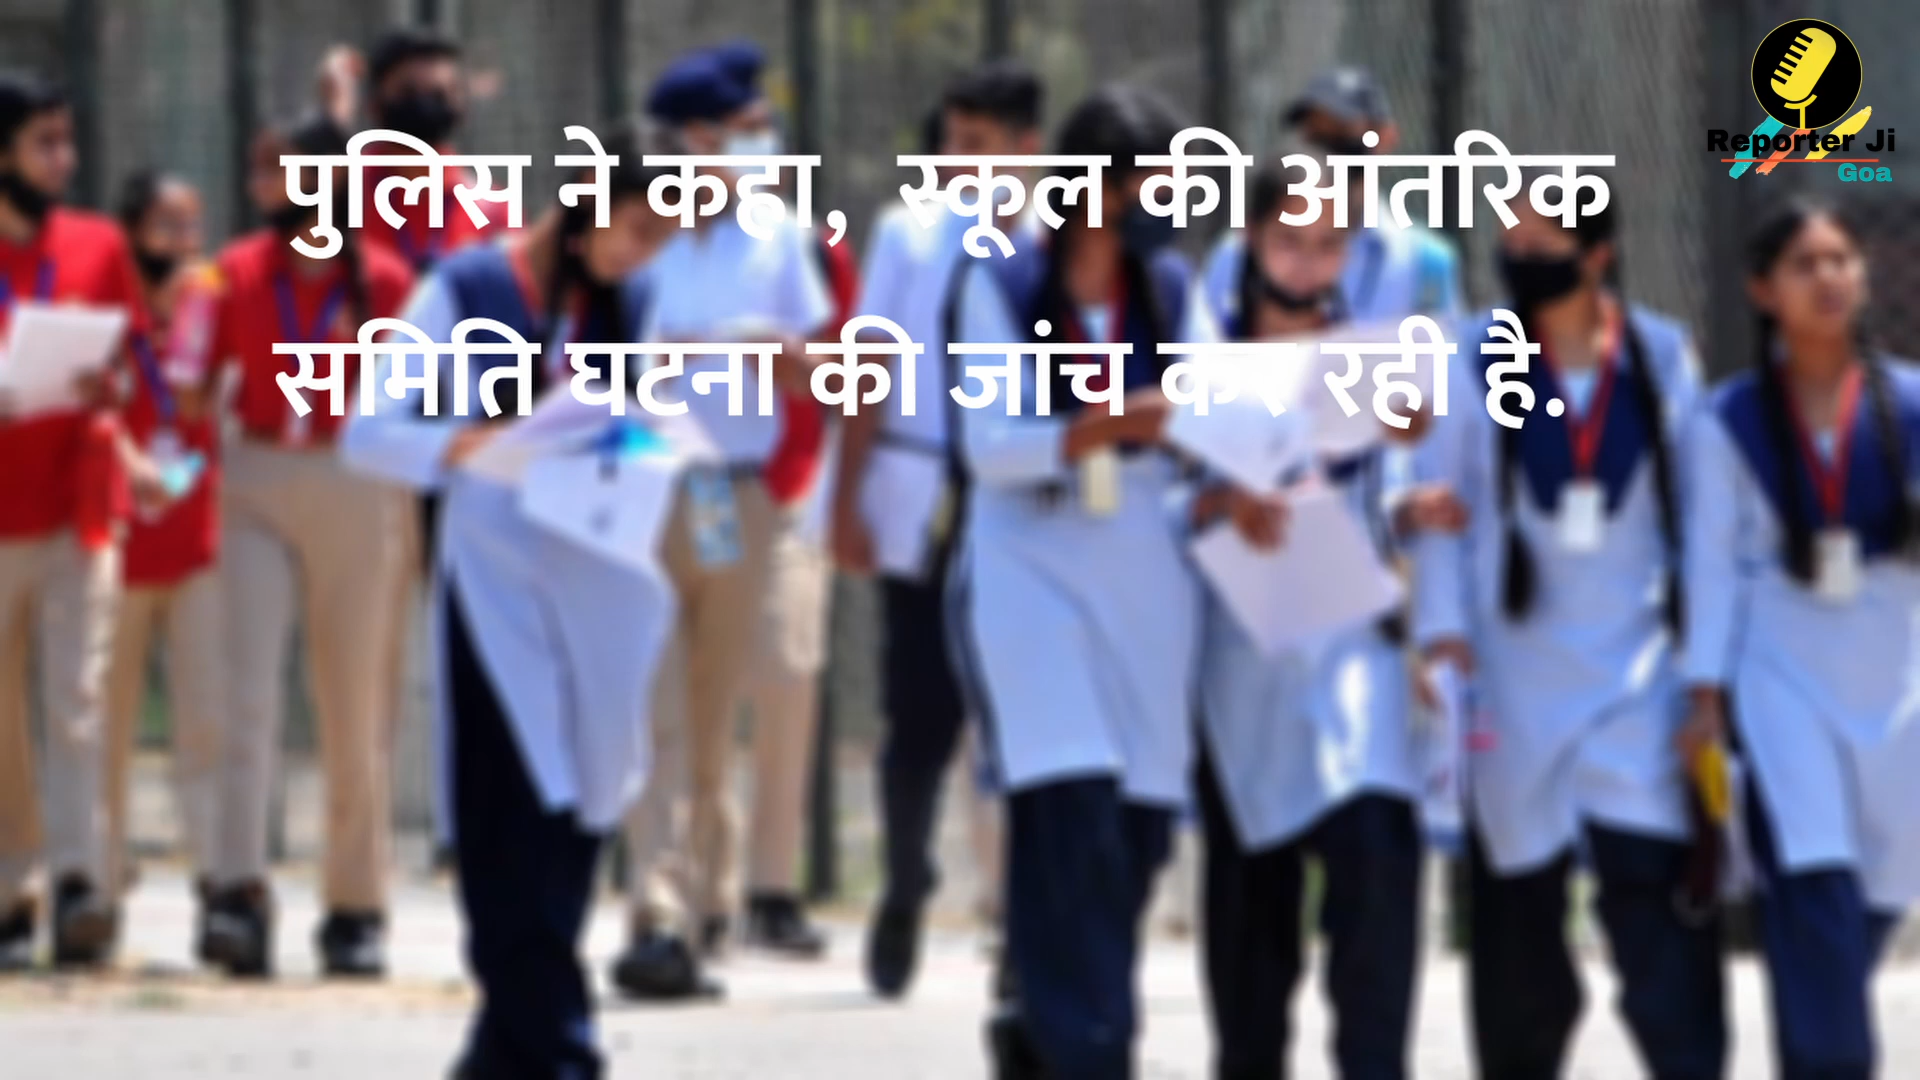 पुलिस ने कहा, स्कूल की आंतरिक
समिति घटना की जांच कर रही है.
Reporter Ji
Goa